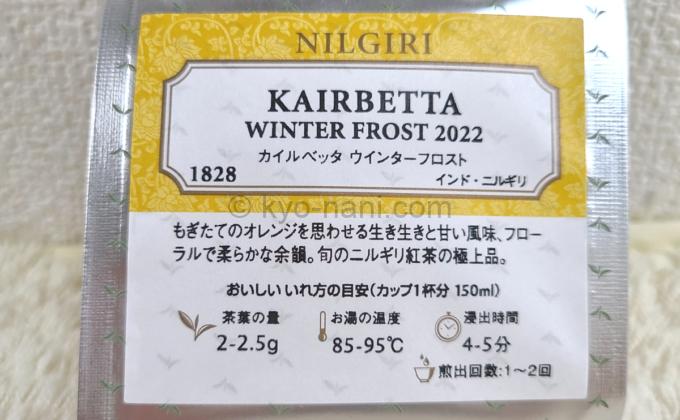 NILGIRI
KAIRBETTA
WINTER FROST 2022
カイルベッタ ウインターフロスト
1828 インド・ニルギリ
© kyo-nani.com
もぎたてのオレンジを思わせる生き生きと甘い風味、フロー
ラルで柔らかな余韻。旬のニルギリ紅茶の極上品。
おいしい いれ方の目安(カップ1杯分 150ml)
茶葉の量 お湯の温度 浸出時間
2-2.5g 85-95℃ 4-5分
煎出回数:1〜2回